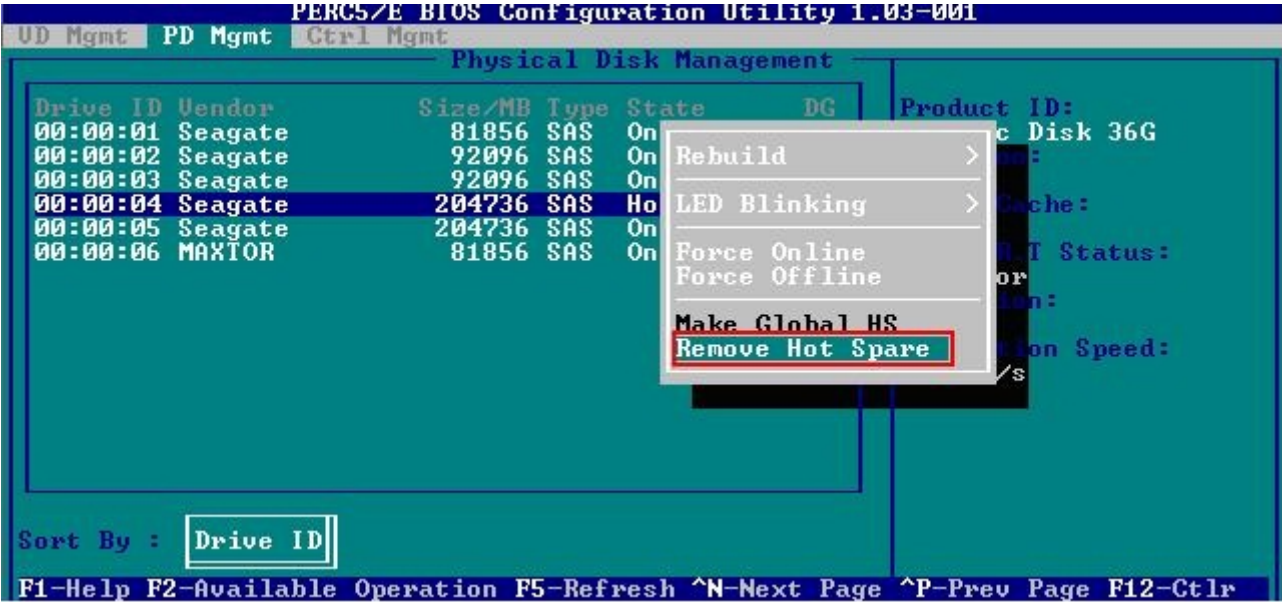 PERC5/E BIOS Configuration Utility 1.03-001
VD Mgmt PD Mgmt Ctrl Mgmt
Physical Disk Management
Drive ID Vendor Size/MB Type State DG
00:00:01 Seagate 81856 SAS On
00:00:02 Seagate 92096 SAS On
00:00:03 Seagate 92096 SAS On
00:00:04 Seagate 204736 SAS Ho
00:00:05 Seagate 204736 SAS On
00:00:06 MAXTOR 81856 SAS On
Rebuild >
LED Blinking >
Force Online
Force Offline
Make Global HS
Remove Hot Spare
Product ID:
c Disk 36G
on:
che:
.T Status:
or
ion:
ion Speed:
/s
Sort By : Drive ID
F1-Help F2-Available Operation F5-Refresh ^N-Next Page ^P-Prev Page F12-Ctlr